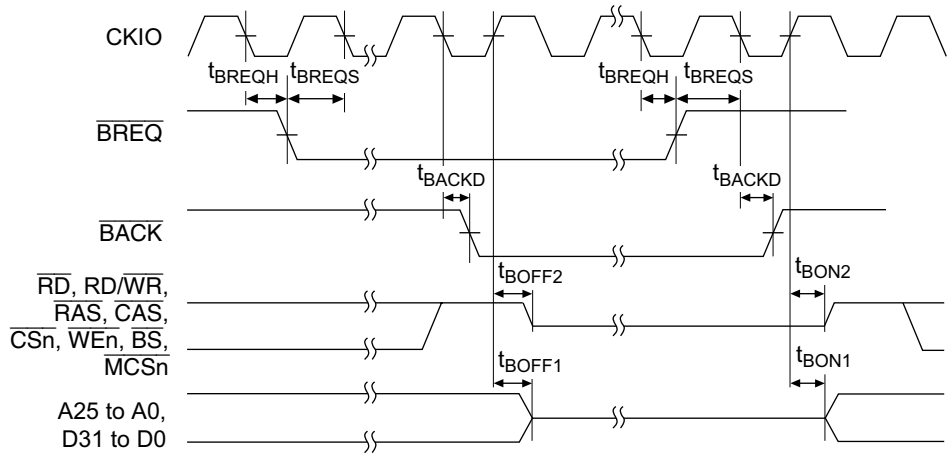 CKIO
tBREQH tBREQS tBREQH tBREQS
BREQ
tBACKD tBACKD
BACK
RD, RD/WR,
RAS, CAS,
CSn, WEn, BS,
MCSn
tBOFF2 tBON2
tBOFF1 tBON1
A25 to A0,
D31 to D0